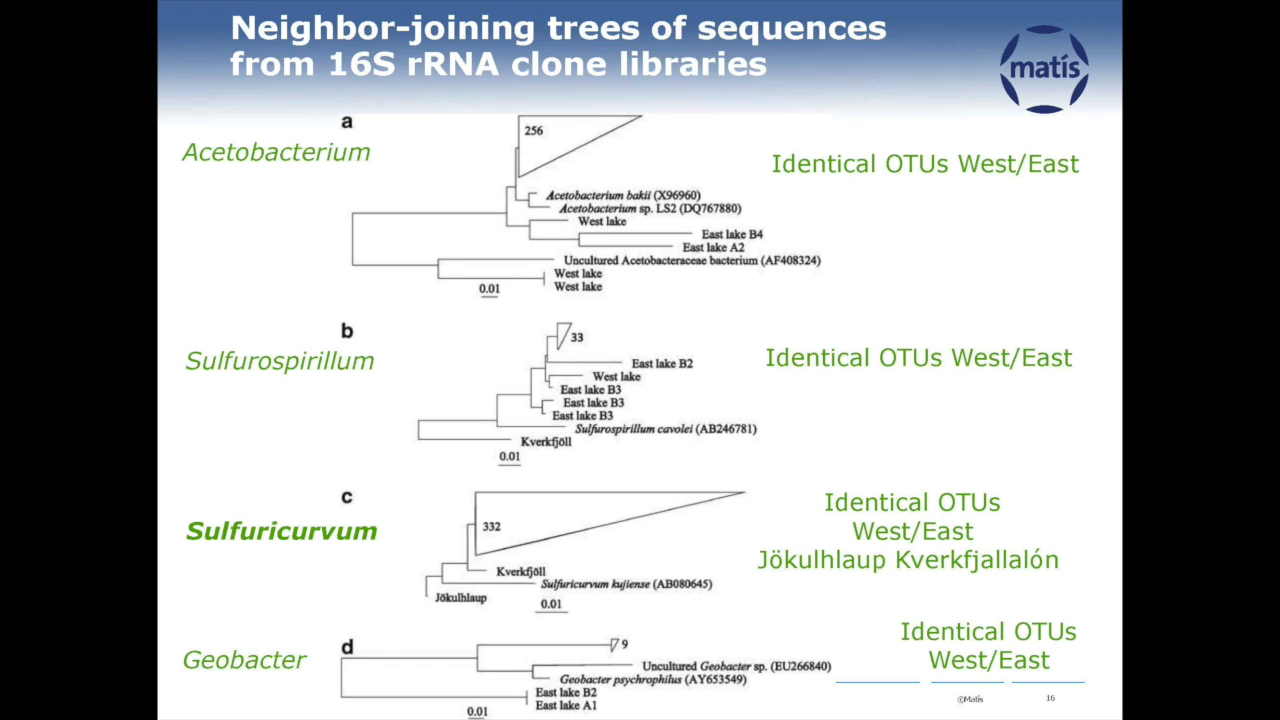 Neighbor-joining trees of sequences
from 16S rRNA clone libraries
matís
a
Acetobacterium
256
Identical OTUs West/East
Acetobacterium bakii (X96960)
Acetobacterium sp. LS2 (DQ767880)
West lake
East lake B4
East lake A2
Uncultured Acetobacteraceae bacterium (AF408324)
West lake
West lake
0.01
b
Sulfurospirillum
33
Identical OTUs West/East
East lake B2
West lake
East lake B3
East lake B3
East lake B3
Sulfurospirillum cavolei (AB246781)
Kverkfjöll
0.01
c
Sulfuricurvum
332
Identical OTUs
West/East
Jökulhlaup Kverkfjallalón
Kverkfjöll
Sulfuricurvum kujiense (AB080645)
Jökulhlaup
0.01
d
Geobacter
9
Identical OTUs
West/East
Uncultured Geobacter sp. (EU266840)
Geobacter psychrophilus (AY653549)
East lake B2
East lake A1
0.01
©Matís
16